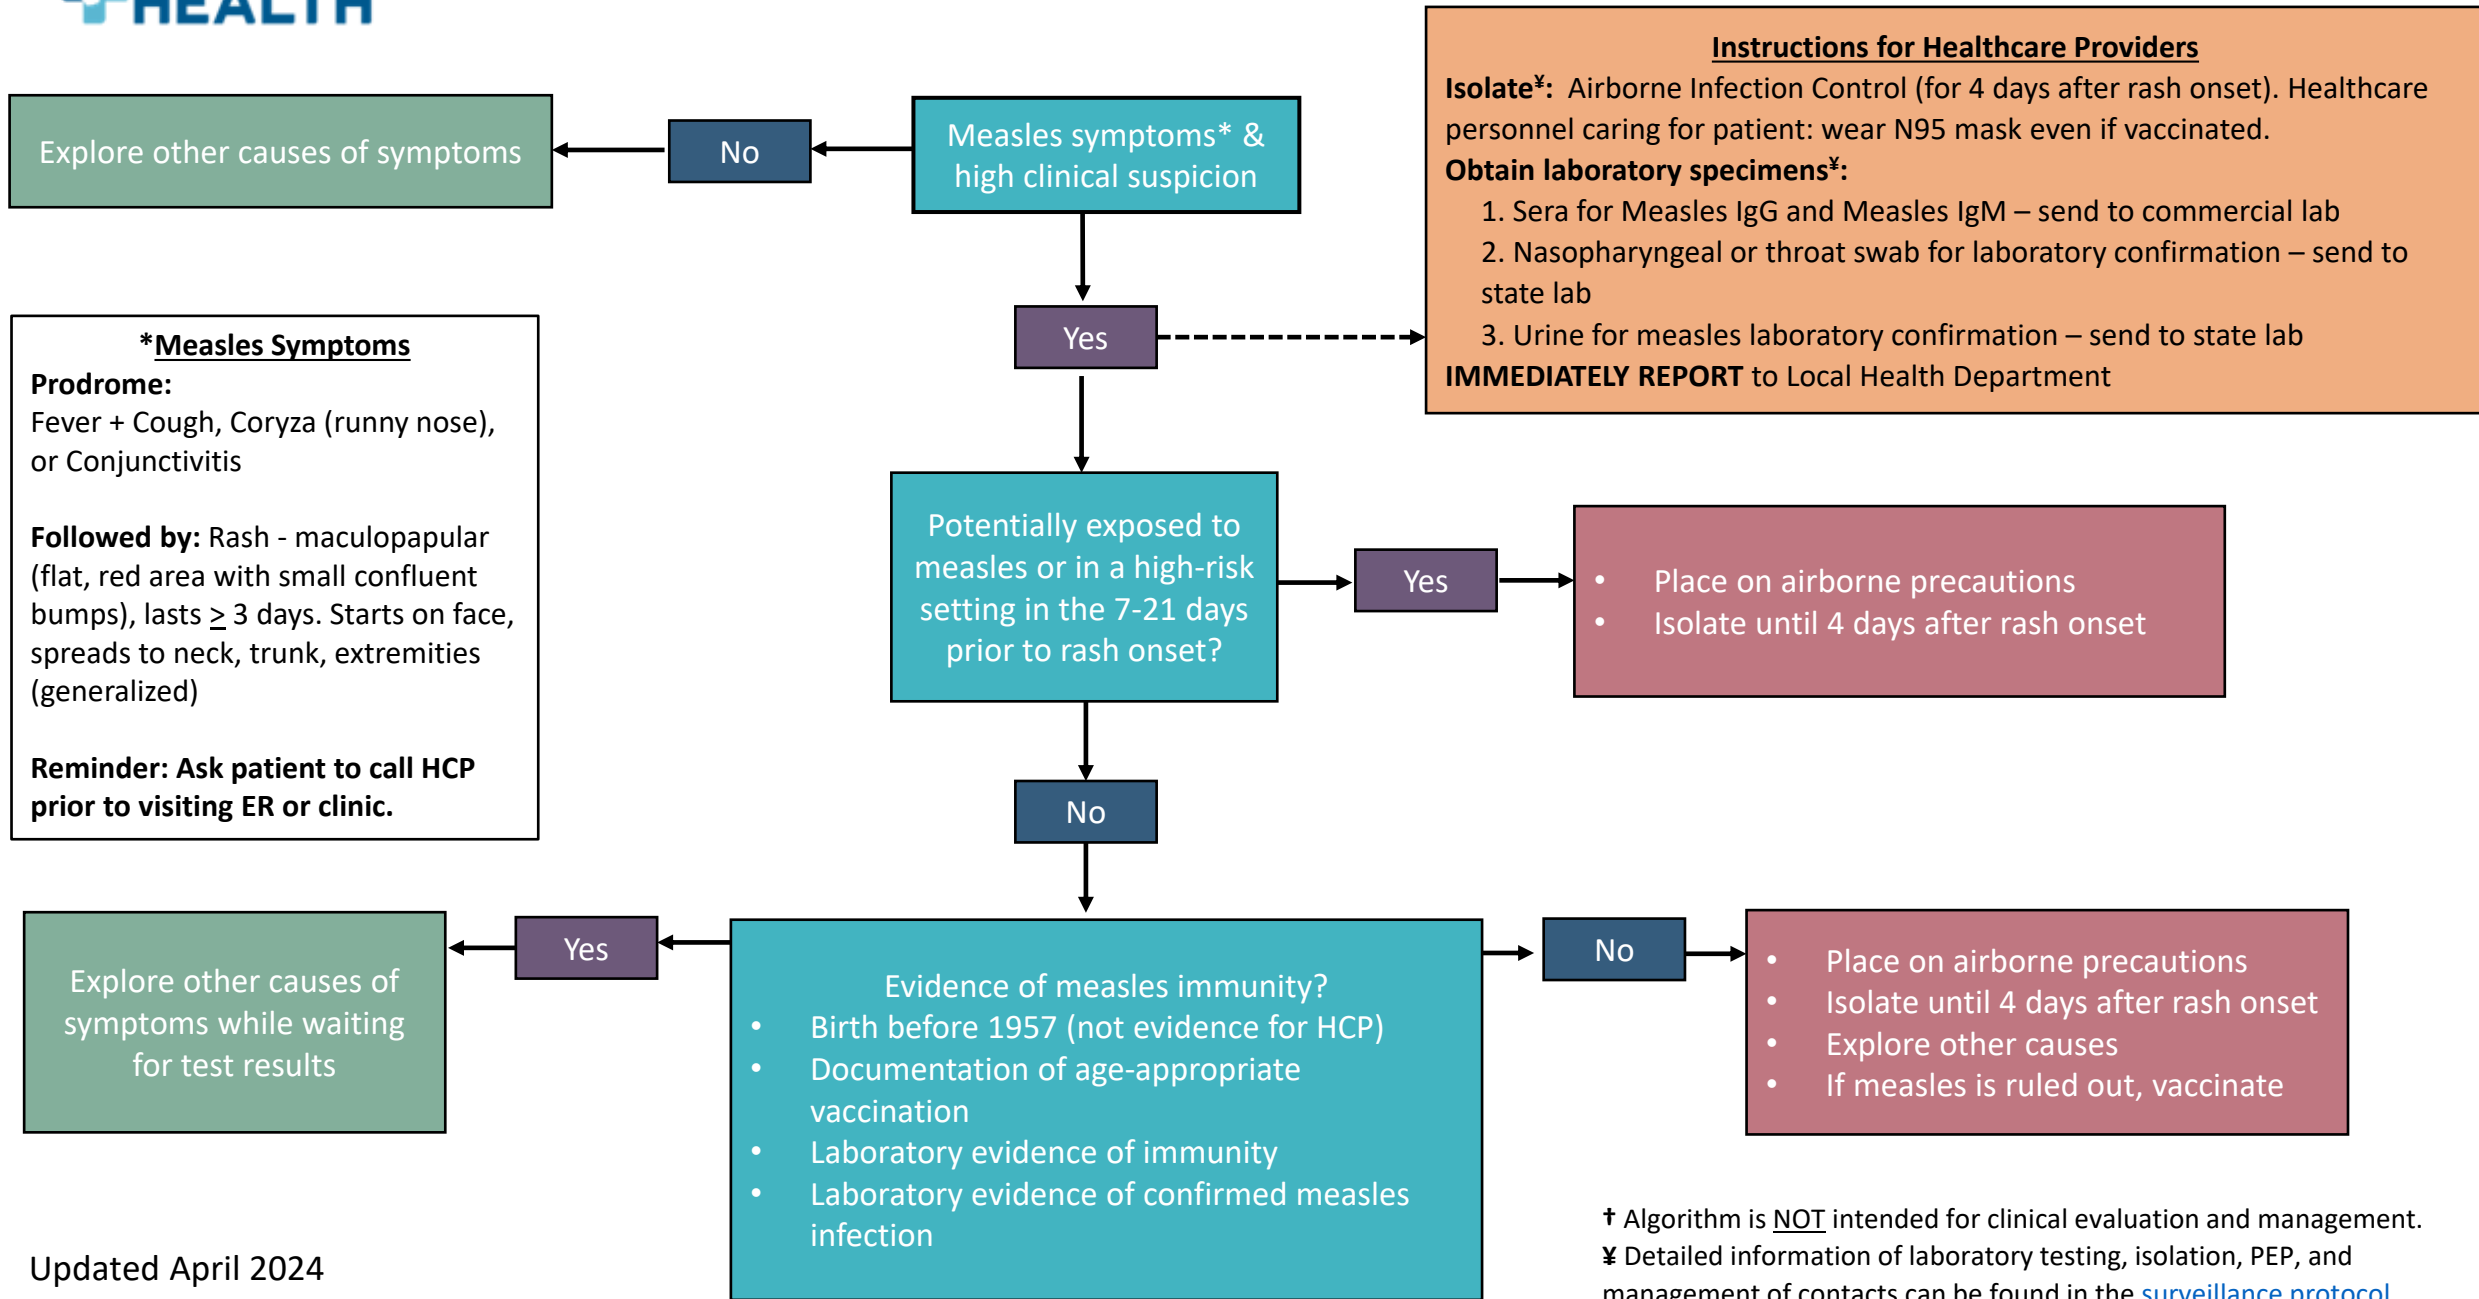 HEALTH
Instructions for Healthcare Providers
Isolate¥: Airborne Infection Control (for 4 days after rash onset). Healthcare
personnel caring for patient: wear N95 mask even if vaccinated.
Obtain laboratory specimens¥:
1. Sera for Measles IgG and Measles IgM – send to commercial lab
2. Nasopharyngeal or throat swab for laboratory confirmation – send to
state lab
3. Urine for measles laboratory confirmation – send to state lab
IMMEDIATELY REPORT to Local Health Department
Explore other causes of symptoms
No
Measles symptoms* &
high clinical suspicion
Yes
*Measles Symptoms
Prodrome:
Fever + Cough, Coryza (runny nose),
or Conjunctivitis
Followed by: Rash - maculopapular
(flat, red area with small confluent
bumps), lasts > 3 days. Starts on face,
spreads to neck, trunk, extremities
(generalized)
Reminder: Ask patient to call HCP
prior to visiting ER or clinic.
Potentially exposed to
measles or in a high-risk
setting in the 7-21 days
prior to rash onset?
Yes
• Place on airborne precautions
• Isolate until 4 days after rash onset
No
Explore other causes of
symptoms while waiting
for test results
Yes
Evidence of measles immunity?
• Birth before 1957 (not evidence for HCP)
• Documentation of age-appropriate
vaccination
• Laboratory evidence of immunity
• Laboratory evidence of confirmed measles
infection
No
• Place on airborne precautions
• Isolate until 4 days after rash onset
• Explore other causes
• If measles is ruled out, vaccinate
† Algorithm is NOT intended for clinical evaluation and management.
¥ Detailed information of laboratory testing, isolation, PEP, and
management of contacts can be found in the surveillance protocol
Updated April 2024